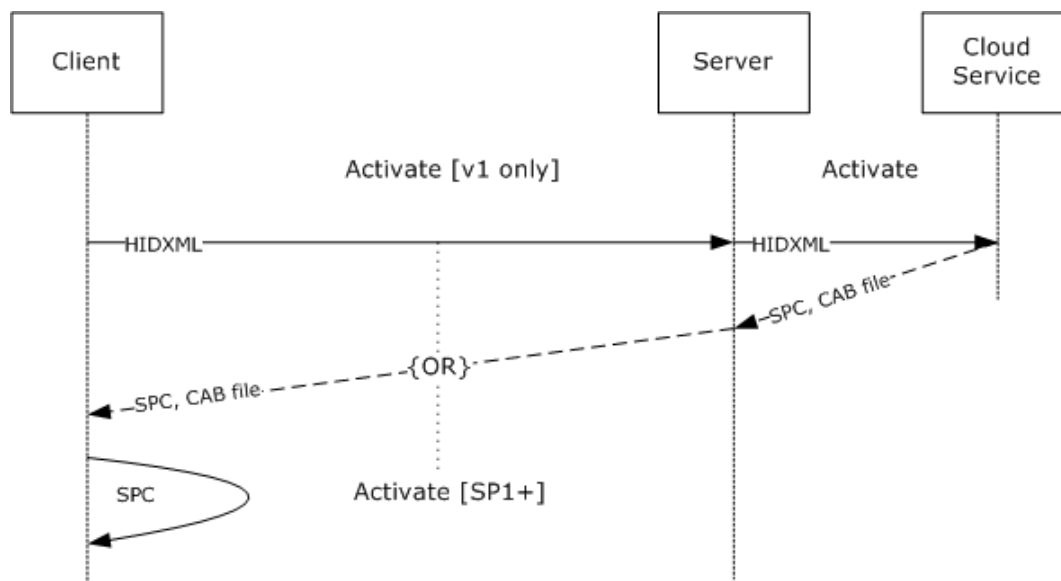 Client
Server
Cloud
Service
Activate [v1 only]
Activate
HIDXML
HIDXML
SPC, CAB file
{OR}
SPC, CAB file
SPC
Activate [SP1+]